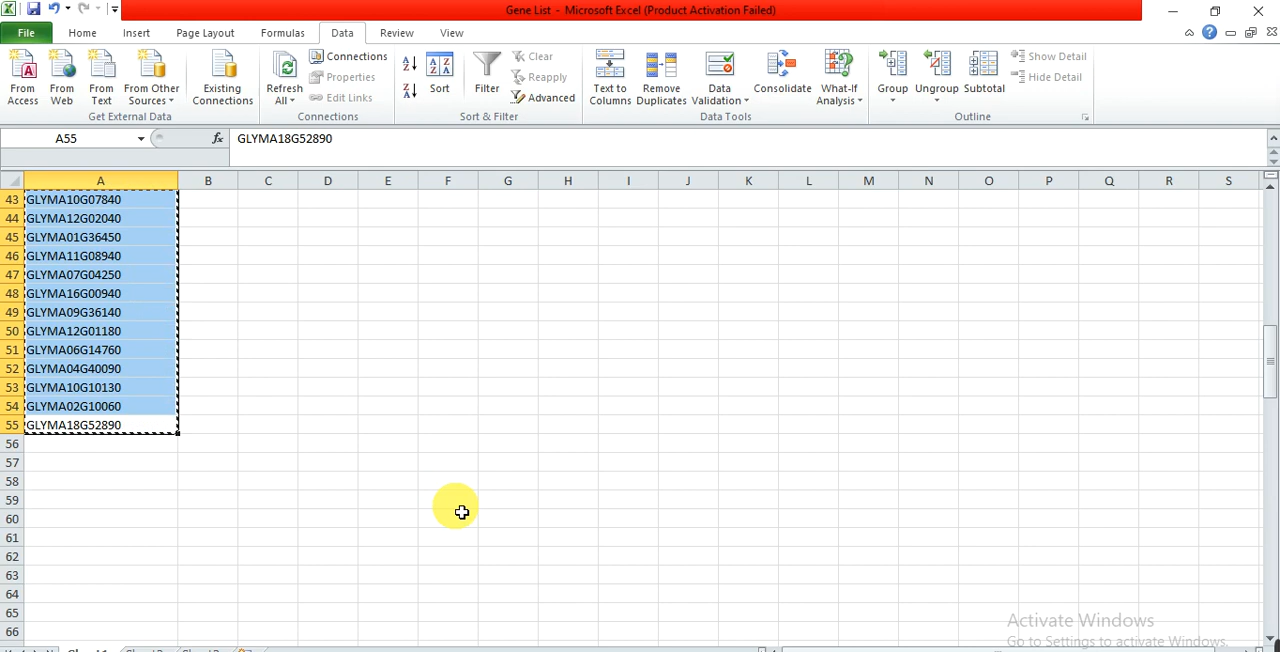 Gene List - Microsoft Excel (Product Activation Failed)
File Home Insert Page Layout Formulas Data Review View
From Access
From Web
From Text
From Other Sources
Existing Connections
Get External Data
Refresh All
Connections
Properties
Edit Links
Connections
Sort
Filter
Clear
Reapply
Advanced
Sort & Filter
Text to Columns
Remove Duplicates
Data Validation
Consolidate
What-If Analysis
Data Tools
Group
Ungroup
Subtotal
Show Detail
Hide Detail
Outline
A55 fx GLYMA18G52890
A B C D E F G H I J K L M N O P Q R S
43 GLYMA10G07840
44 GLYMA12G02040
45 GLYMA01G36450
46 GLYMA11G08940
47 GLYMA07G04250
48 GLYMA16G00940
49 GLYMA09G36140
50 GLYMA12G01180
51 GLYMA06G14760
52 GLYMA04G40090
53 GLYMA10G10130
54 GLYMA02G10060
55 GLYMA18G52890
56
57
58
59
60
61
62
63
64
65
66
Activate Windows
Go to Settings to activate Windows.